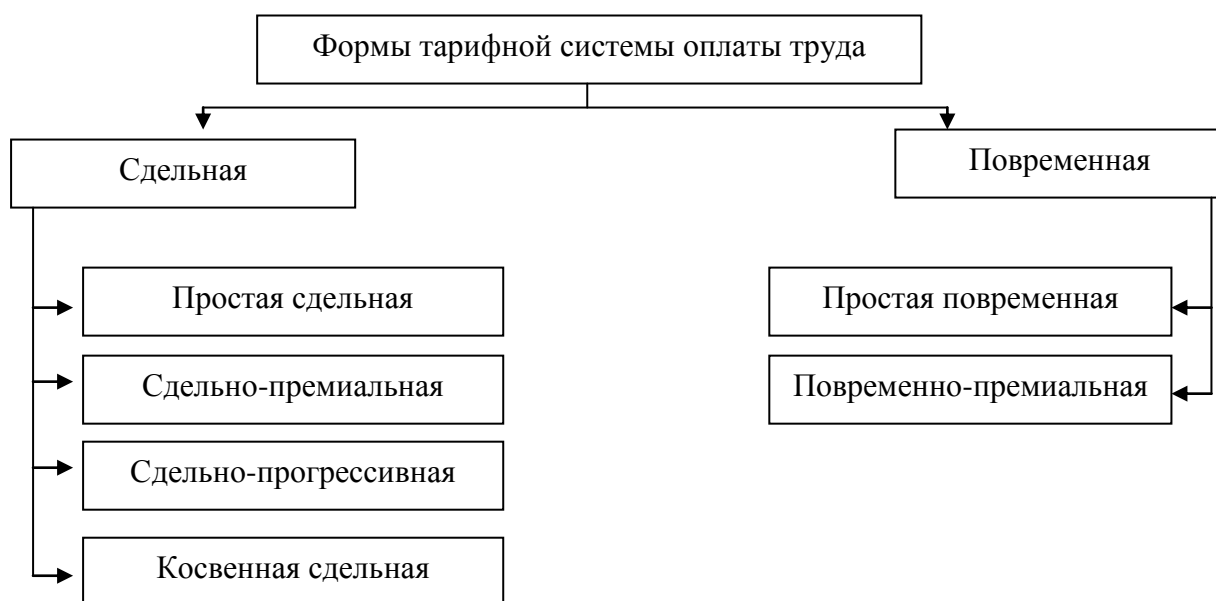 Формы тарифной системы оплаты труда
Сдельная
Повременная
Простая сдельная
Простая повременная
Сдельно-премиальная
Повременно-премиальная
Сдельно-прогрессивная
Косвенная сдельная